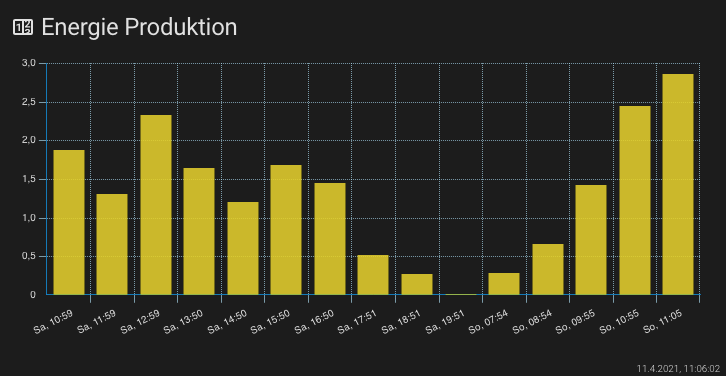 Energie Produktion
3,0
2,5
2,0
1,5
1,0
0,5
0
Sa, 10:59
Sa, 11:59
Sa, 12:59
Sa, 13:50
Sa, 14:50
Sa, 15:50
Sa, 16:50
Sa, 17:51
Sa, 18:51
Sa, 19:51
So, 07:54
So, 08:54
So, 09:55
So, 10:55
So, 11:05
11.4.2021, 11:06:02